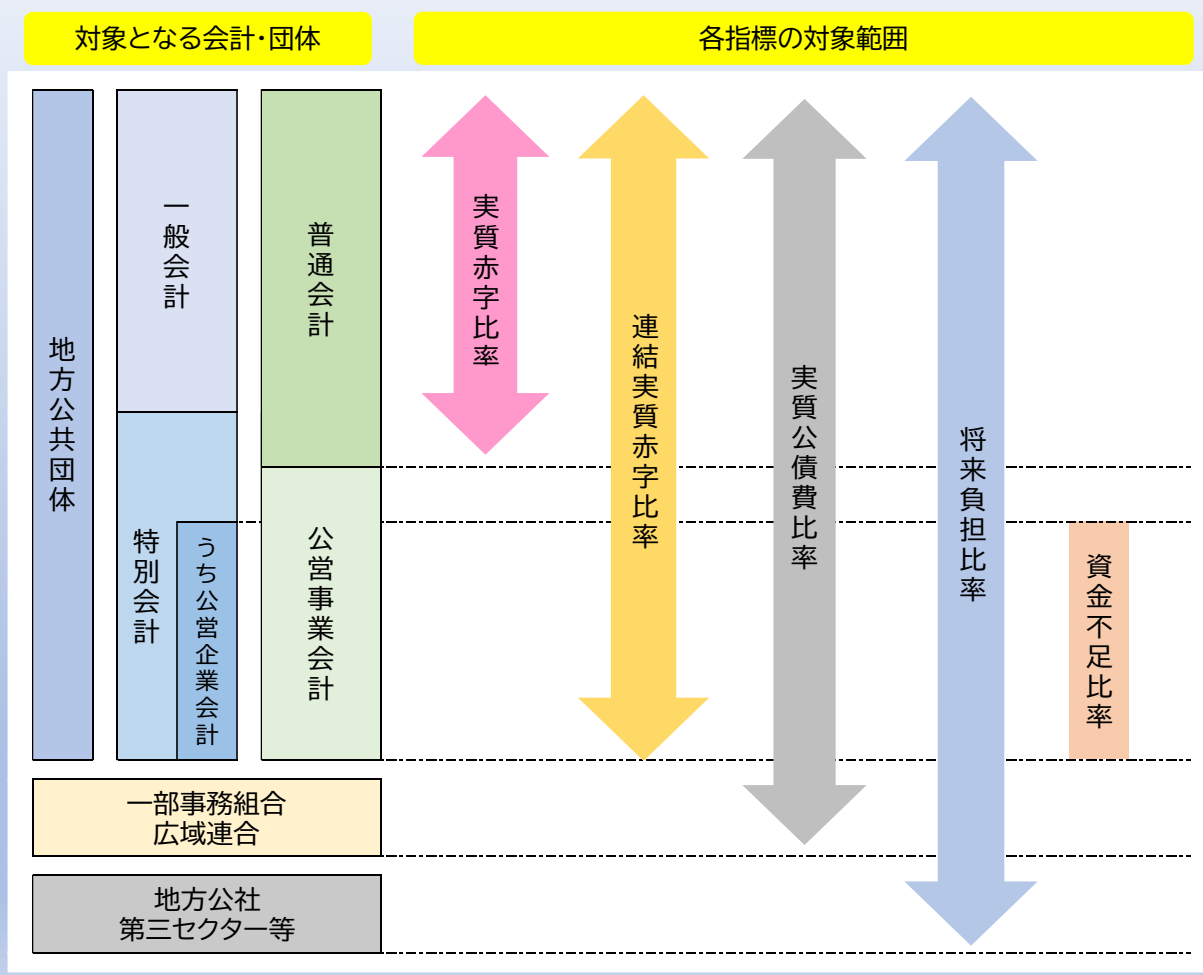 対象となる会計・団体
各指標の対象範囲
地方公共団体
一般会計
特別会計
うち公営企業会計
普通会計
公営事業会計
実質赤字比率
連結実質赤字比率
実質公債費比率
将来負担比率
資金不足比率
一部事務組合
広域連合
地方公社
第三セクター等